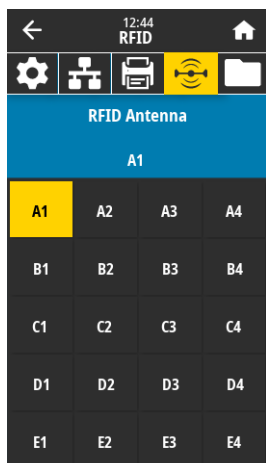 12:44
RFID
RFID Antenna
A1
A1 A2 A3 A4
B1 B2 B3 B4
C1 C2 C3 C4
D1 D2 D3 D4
E1 E2 E3 E4